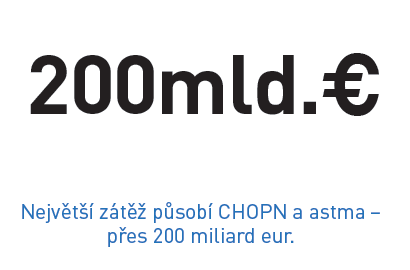 200mld.€
Největší zátěž působí CHOPN a astma –
přes 200 miliard eur.